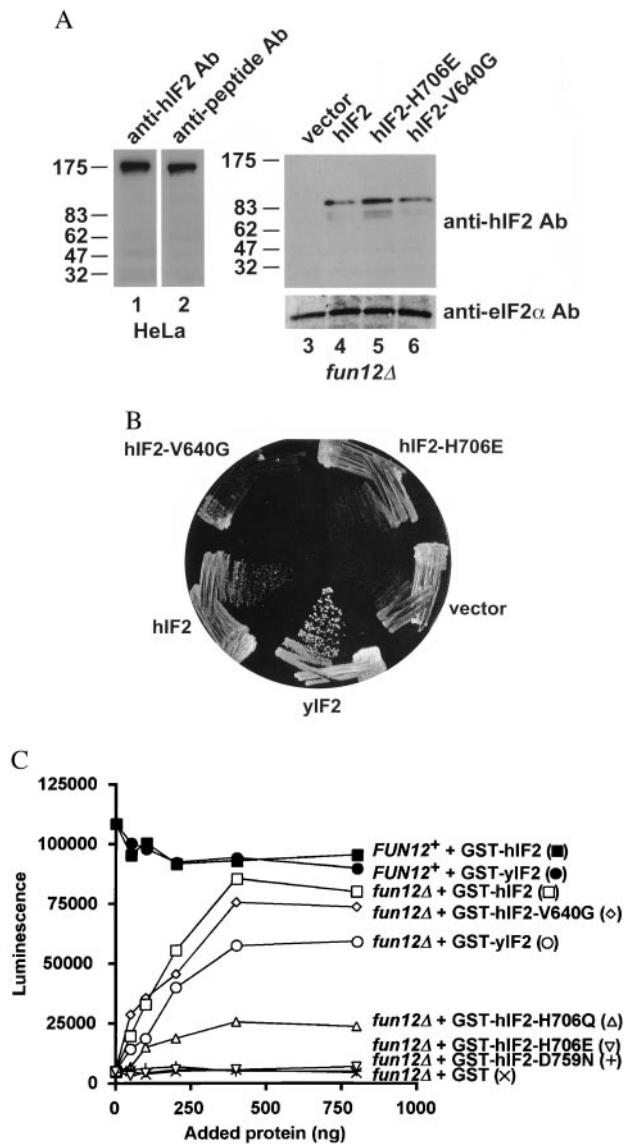 A
anti-hIF2 Ab
anti-peptide Ab
175
83
62
47
32
1 2
HeLa
vector
hIF2
hIF2-H706E
hIF2-V640G
175
83
62
47
32
anti-hIF2 Ab
anti-eIF2α Ab
3 4 5 6
fun12Δ
B
hIF2-V640G
hIF2-H706E
hIF2
vector
yIF2
C
125000
100000
75000
50000
25000
0
Luminescence
0 250 500 750 1000
Added protein (ng)
FUN12+ + GST-hIF2 (■)
FUN12+ + GST-yIF2 (●)
fun12Δ + GST-hIF2 (□)
fun12Δ + GST-hIF2-V640G (◇)
fun12Δ + GST-yIF2 (○)
fun12Δ + GST-hIF2-H706Q (△)
fun12Δ + GST-hIF2-H706E (▽)
fun12Δ + GST-hIF2-D759N (+)
fun12Δ + GST (×)